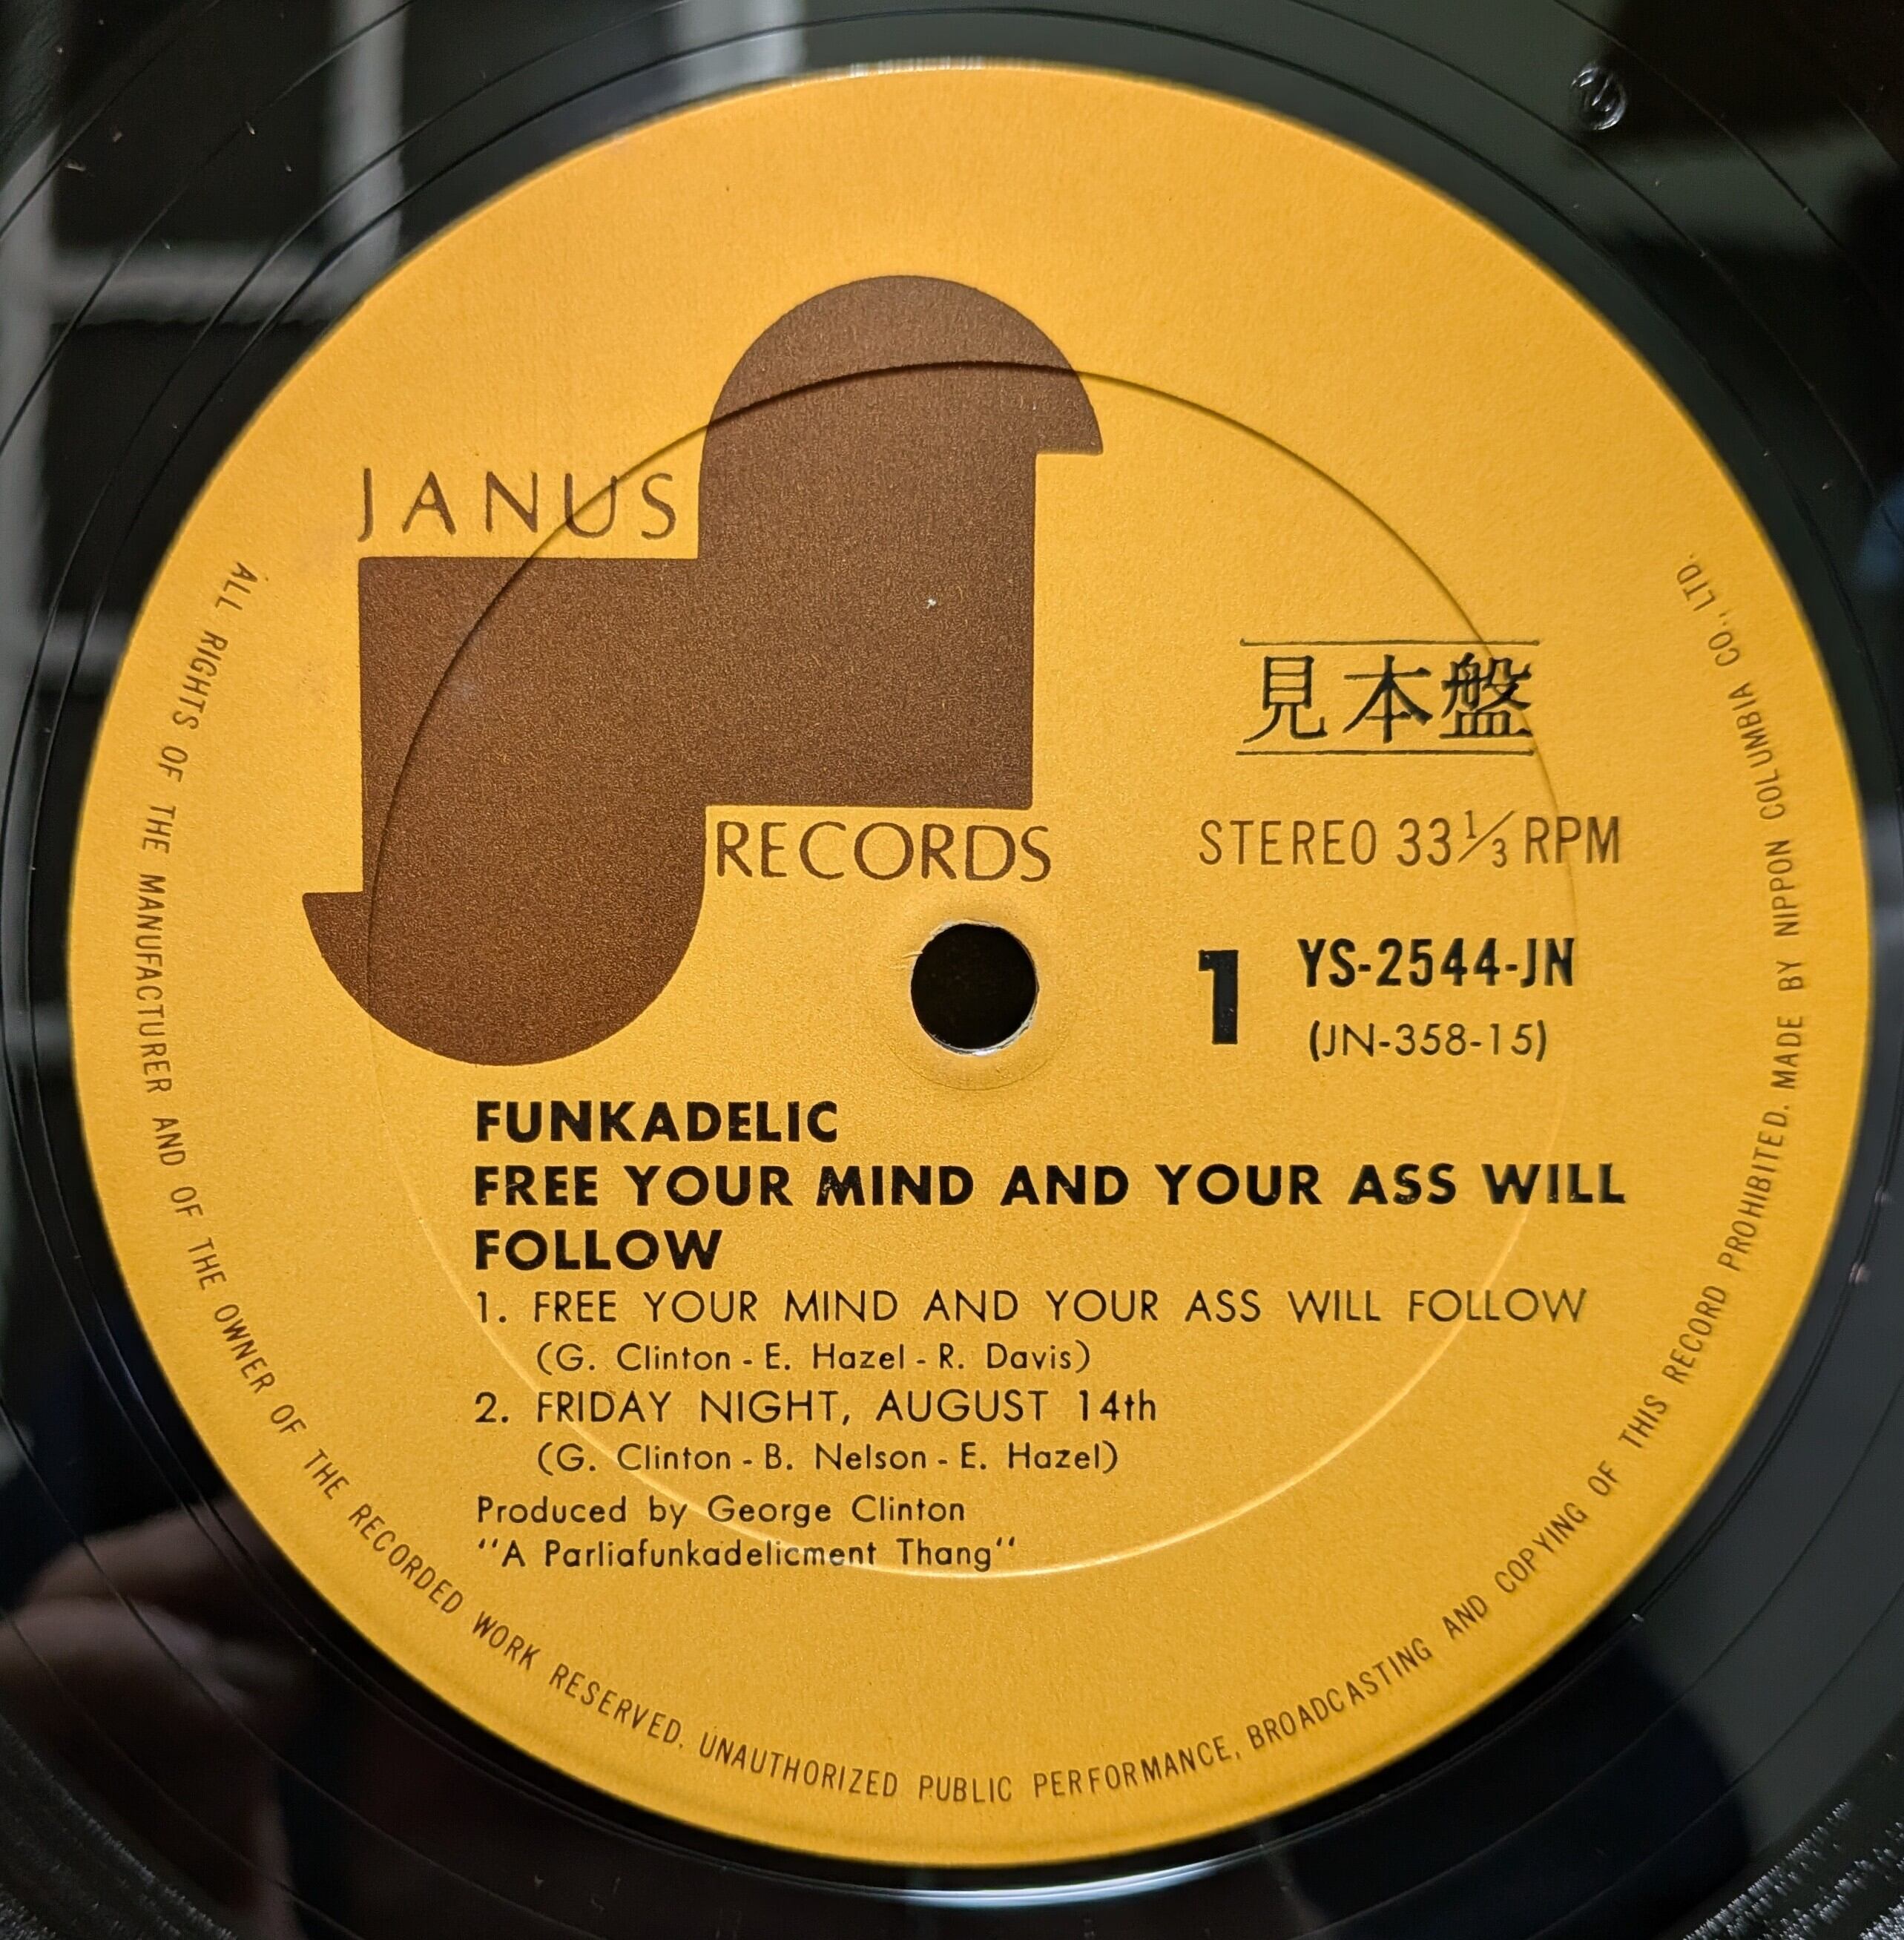 JANUS
RECORDS
見本盤
STEREO 33⅓ RPM
1 YS-2544-JN
(JN-358-15)
FUNKADELIC
FREE YOUR MIND AND YOUR ASS WILL
FOLLOW
1. FREE YOUR MIND AND YOUR ASS WILL FOLLOW
(G. Clinton - E. Hazel - R. Davis)
2. FRIDAY NIGHT, AUGUST 14th
(G. Clinton - B. Nelson - E. Hazel)
Produced by George Clinton
“A Parliafunkadelicment Thang“
ALL RIGHTS OF THE MANUFACTURER AND OF THE OWNER OF THE RECORDED WORK RESERVED. UNAUTHORIZED PUBLIC PERFORMANCE, BROADCASTING AND COPYING OF THIS RECORD PROHIBITED. MADE BY NIPPON COLUMBIA CO., LTD.